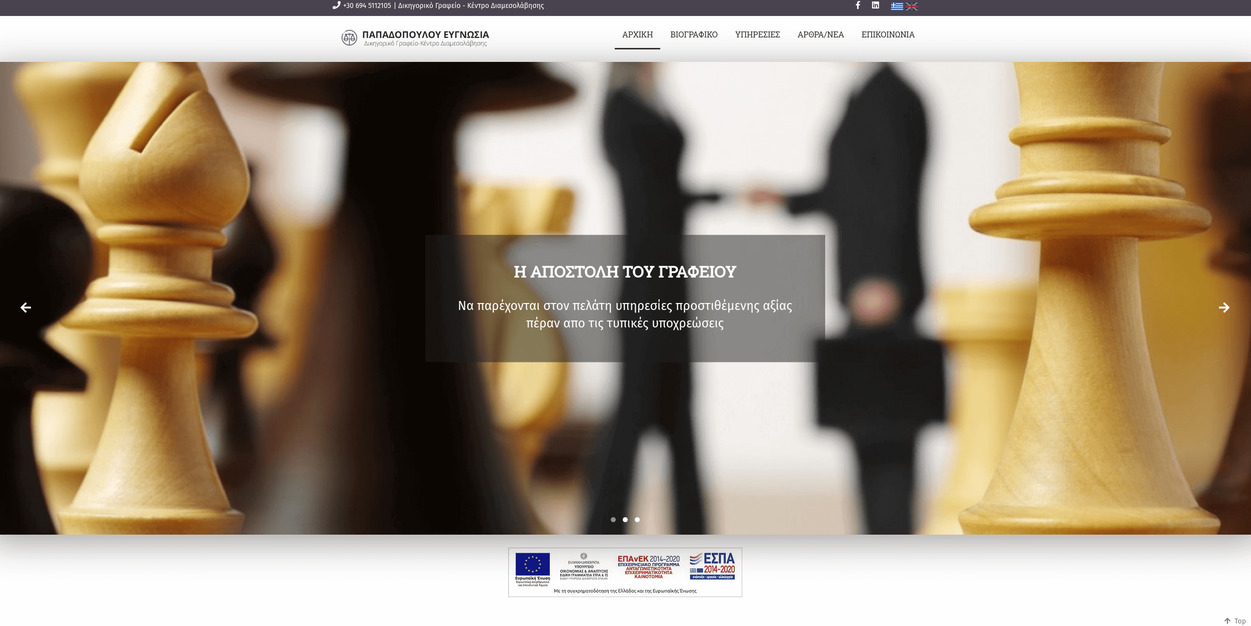 +30 694 5112105 | Δικηγορικό Γραφείο - Κέντρο Διαμεσολάβησης
ΠΑΠΑΔΟΠΟΥΛΟΥ ΕΥΓΝΩΣΙΑ
Δικηγορικό Γραφείο-Κέντρο Διαμεσολάβησης
ΑΡΧΙΚΗ ΒΙΟΓΡΑΦΙΚΟ ΥΠΗΡΕΣΙΕΣ ΑΡΘΡΑ/ΝΕΑ ΕΠΙΚΟΙΝΩΝΙΑ
Η ΑΠΟΣΤΟΛΗ ΤΟΥ ΓΡΑΦΕΙΟΥ
Να παρέχονται στον πελάτη υπηρεσίες προστιθέμενης αξίας
πέραν απο τις τυπικές υποχρεώσεις
Ευρωπαϊκή Ένωση
ΕΛΛΗΝΙΚΗ ΔΗΜΟΚΡΑΤΙΑ
ΥΠΟΥΡΓΕΙΟ
ΟΙΚΟΝΟΜΙΑΣ & ΑΝΑΠΤΥΞΗΣ
ΕΠΑνΕΚ 2014-2020
ΕΠΙΧΕΙΡΗΣΙΑΚΟ ΠΡΟΓΡΑΜΜΑ
ΑΝΤΑΓΩΝΙΣΤΙΚΟΤΗΤΑ
ΕΠΙΧΕΙΡΗΜΑΤΙΚΟΤΗΤΑ
ΚΑΙΝΟΤΟΜΙΑ
ΕΣΠΑ
2014-2020
Με τη συγχρηματοδότηση της Ελλάδας και της Ευρωπαϊκής Ένωσης
Top